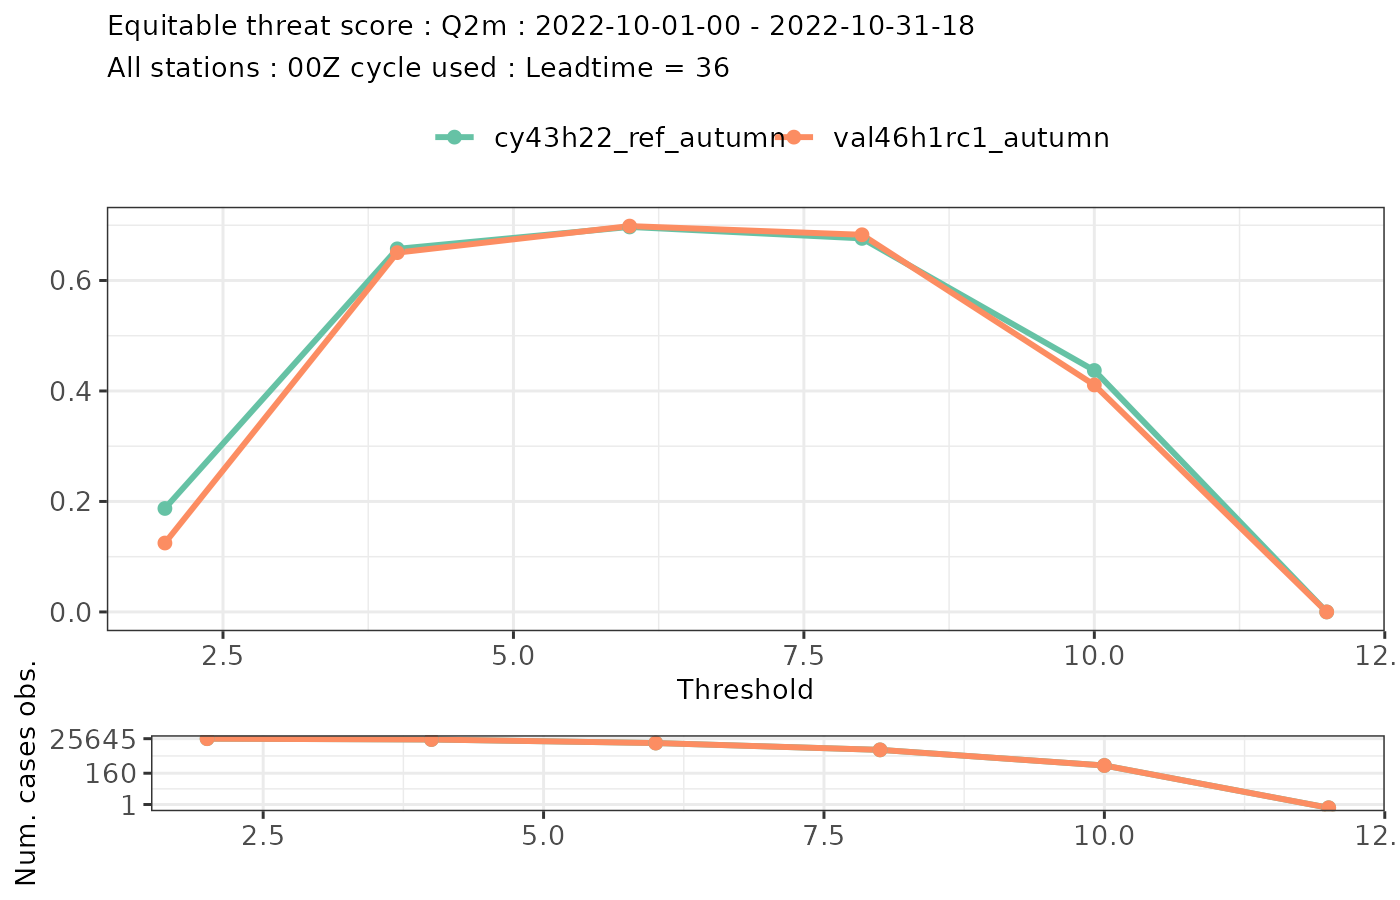 Equitable threat score : Q2m : 2022-10-01-00 - 2022-10-31-18
All stations : 00Z cycle used : Leadtime = 36
cy43h22_ref_autumn val46h1rc1_autumn
0.6
0.4
0.2
0.0
2.5 5.0 7.5 10.0 12.
Threshold
Num. cases obs.
25645
160
1
2.5 5.0 7.5 10.0 12.